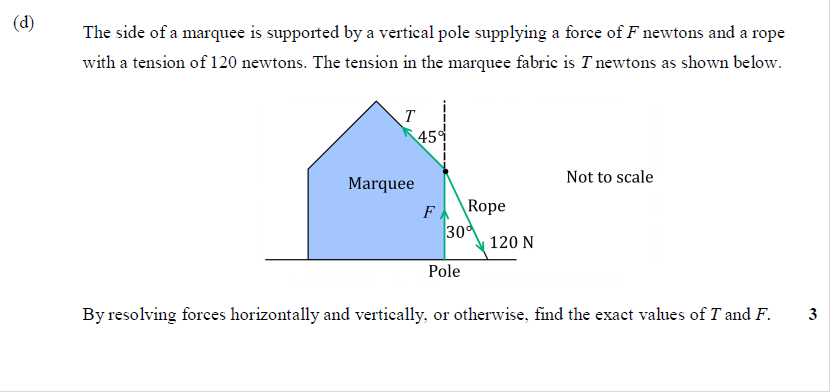 (d)
The side of a marquee is supported by a vertical pole supplying a force of F newtons and a rope
with a tension of 120 newtons. The tension in the marquee fabric is T newtons as shown below.
T
45°
Marquee
Not to scale
F
Rope
30°
120 N
Pole
By resolving forces horizontally and vertically, or otherwise, find the exact values of T and F. 3